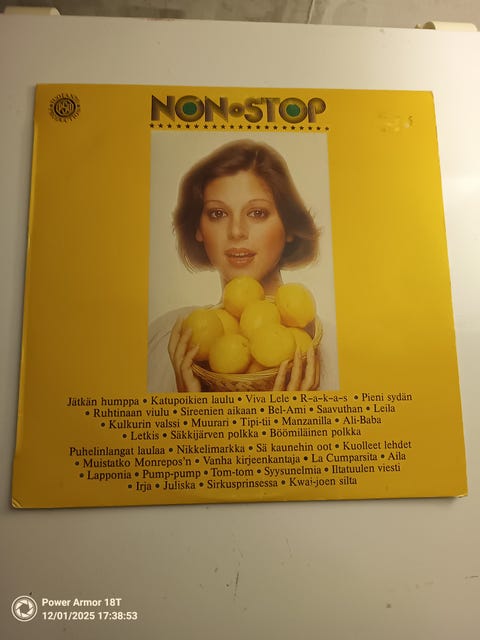 NON•STOP
Jätkän humppa • Katupoikien laulu • Viva Lele • R-a-k-a-s • Pieni sydän
• Ruhtinaan viulu • Sireenien aikaan • Bel-Ami • Saavuthan • Leila
• Kulkurin valssi • Muurari • Tipi-tii • Manzanilla • Ali-Baba
• Letkis • Säkkijärven polkka • Böömiläinen polkka
Puhelinlangat laulaa • Nikkelimarkka • Sä kaunehin oot • Kuolleet lehdet
• Muistatko Monrepos'n • Vanha kirjeenkantaja • La Cumparsita • Aila
• Lapponia • Pump-pump • Tom-tom • Syysunelmia • Iltatuulen viesti
• Irja • Juliska • Sirkusprinsessa • Kwai-joen silta
Power Armor 18T
12/01/2025 17:38:53